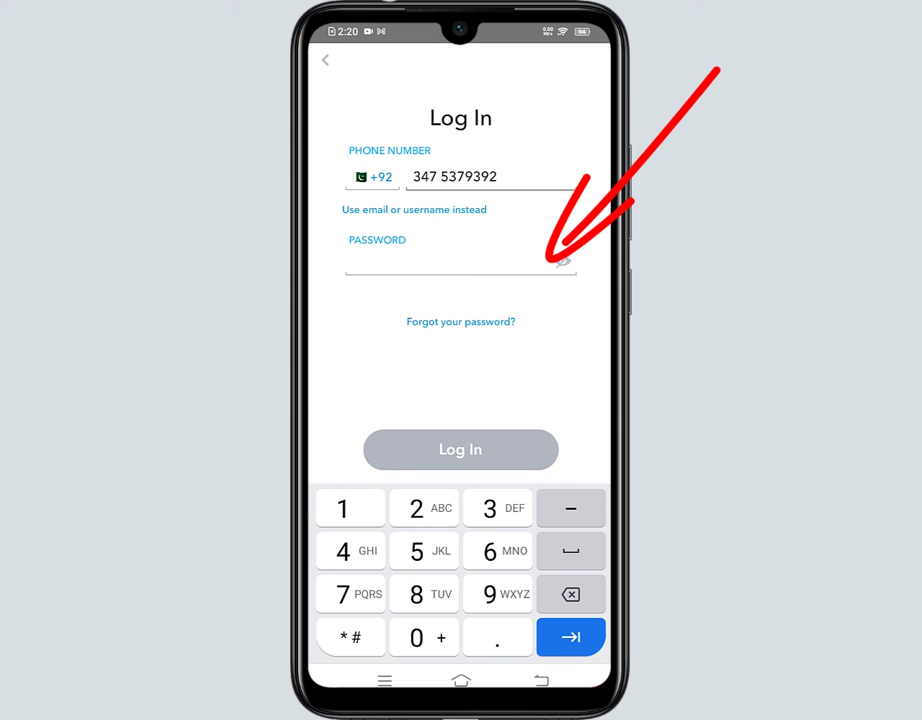 2:20
Log In
PHONE NUMBER
+92 347 5379392
Use email or username instead
PASSWORD
Forgot your password?
Log In
1 2 ABC 3 DEF –
4 GHI 5 JKL 6 MNO
7 PQRS 8 TUV 9 WXYZ
* # 0 + .